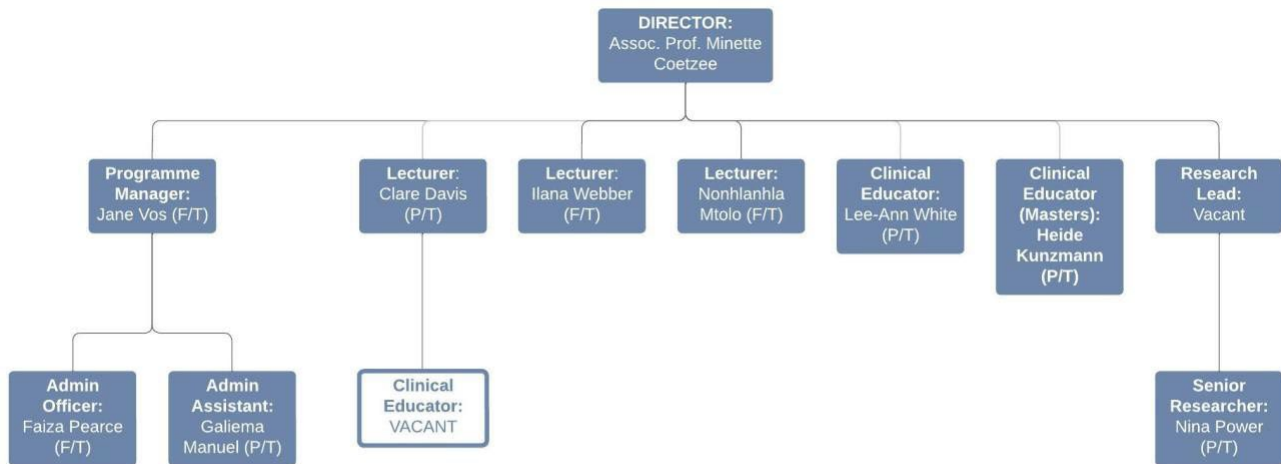 DIRECTOR:
Assoc. Prof. Minette
Coetzee
Programme
Manager:
Jane Vos (F/T)
Lecturer:
Clare Davis
(P/T)
Lecturer:
Ilana Webber
(F/T)
Lecturer:
Nonhlanhla
Mtolo (F/T)
Clinical
Educator:
Lee-Ann White
(P/T)
Clinical
Educator
(Masters):
Heide
Kunzmann
(P/T)
Research
Lead:
Vacant
Admin
Officer:
Faiza Pearce
(F/T)
Admin
Assistant:
Galiema
Manuel (P/T)
Clinical
Educator:
VACANT
Senior
Researcher:
Nina Power
(P/T)